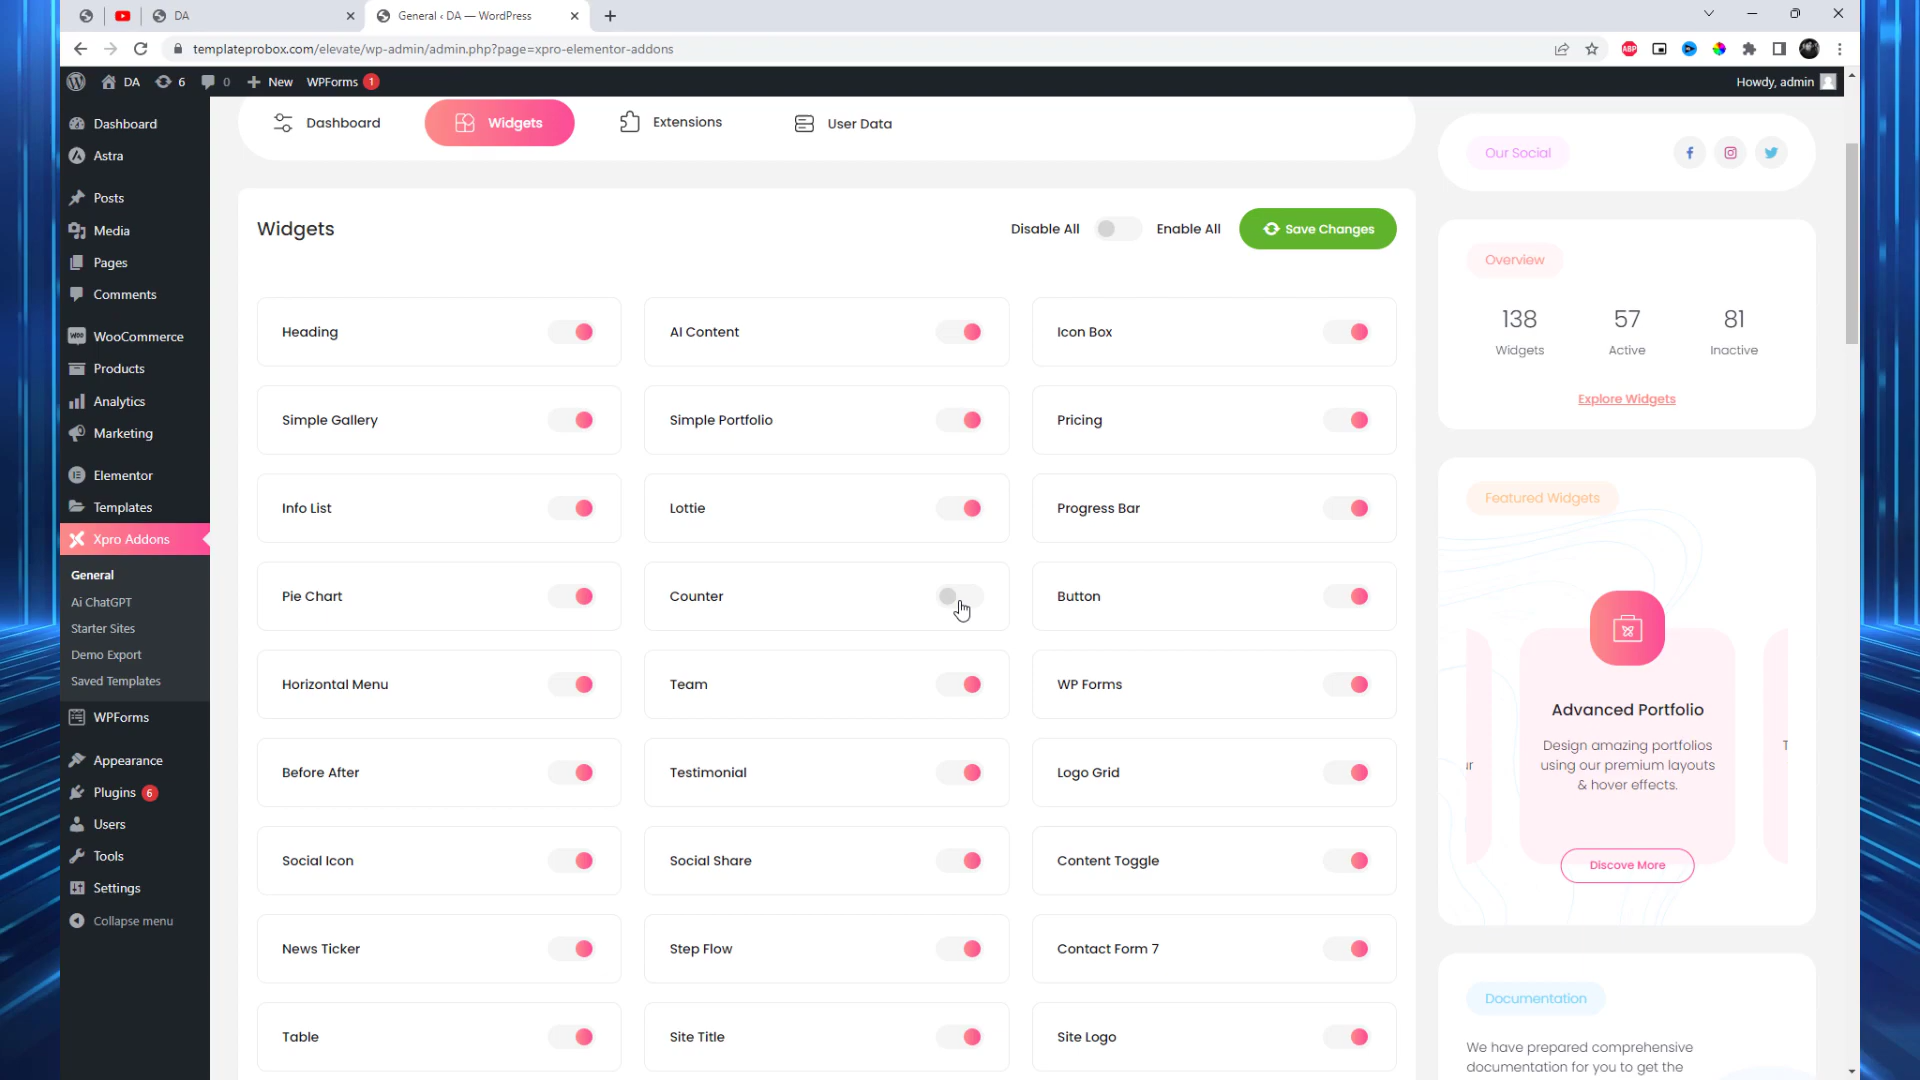 DA
General ‹ DA — WordPress
templateprobox.com/elevate/wp-admin/admin.php?page=xpro-elementor-addons
ABP
DA
6
0
New
WPForms 1
Howdy, admin
Dashboard
Astra
Posts
Media
Pages
Comments
WooCommerce
Products
Analytics
Marketing
Elementor
Templates
Xpro Addons
General
Ai ChatGPT
Starter Sites
Demo Export
Saved Templates
WPForms
Appearance
Plugins 6
Users
Tools
Settings
Collapse menu
Dashboard
Widgets
Extensions
User Data
Widgets
Disable All
Enable All
Save Changes
Heading
AI Content
Icon Box
Simple Gallery
Simple Portfolio
Pricing
Info List
Lottie
Progress Bar
Pie Chart
Counter
Button
Horizontal Menu
Team
WP Forms
Before After
Testimonial
Logo Grid
Social Icon
Social Share
Content Toggle
News Ticker
Step Flow
Contact Form 7
Table
Site Title
Site Logo
Our Social
Overview
138
57
81
Widgets
Active
Inactive
Explore Widgets
Featured Widgets
Advanced Portfolio
Design amazing portfolios
using our premium layouts
& hover effects.
Discove More
Documentation
We have prepared comprehensive
documentation for you to get the